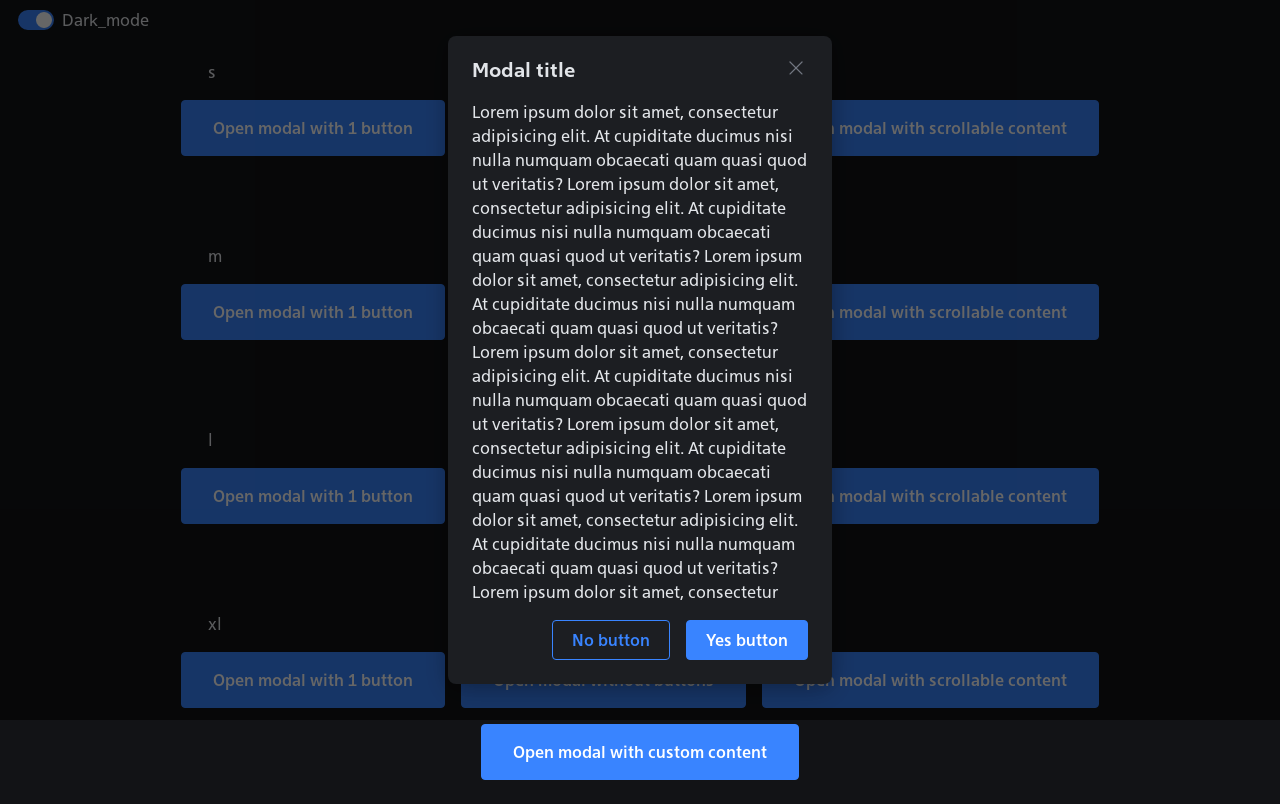 Dark_mode
Modal title
s
Open modal with 1 button
modal with scrollable content
Lorem ipsum dolor sit amet, consectetur
adipisicing elit. At cupiditate ducimus nisi
nulla numquam obcaecati quam quasi quod
ut veritatis? Lorem ipsum dolor sit amet,
consectetur adipisicing elit. At cupiditate
ducimus nisi nulla numquam obcaecati
quam quasi quod ut veritatis? Lorem ipsum
dolor sit amet, consectetur adipisicing elit.
At cupiditate ducimus nisi nulla numquam
obcaecati quam quasi quod ut veritatis?
Lorem ipsum dolor sit amet, consectetur
adipisicing elit. At cupiditate ducimus nisi
nulla numquam obcaecati quam quasi quod
ut veritatis? Lorem ipsum dolor sit amet,
consectetur adipisicing elit. At cupiditate
ducimus nisi nulla numquam obcaecati
quam quasi quod ut veritatis? Lorem ipsum
dolor sit amet, consectetur adipisicing elit.
At cupiditate ducimus nisi nulla numquam
obcaecati quam quasi quod ut veritatis?
Lorem ipsum dolor sit amet, consectetur
No button
Yes button
m
Open modal with 1 button
modal with scrollable content
l
Open modal with 1 button
modal with scrollable content
xl
Open modal with 1 button
Open modal without buttons
Open modal with scrollable content
Open modal with custom content